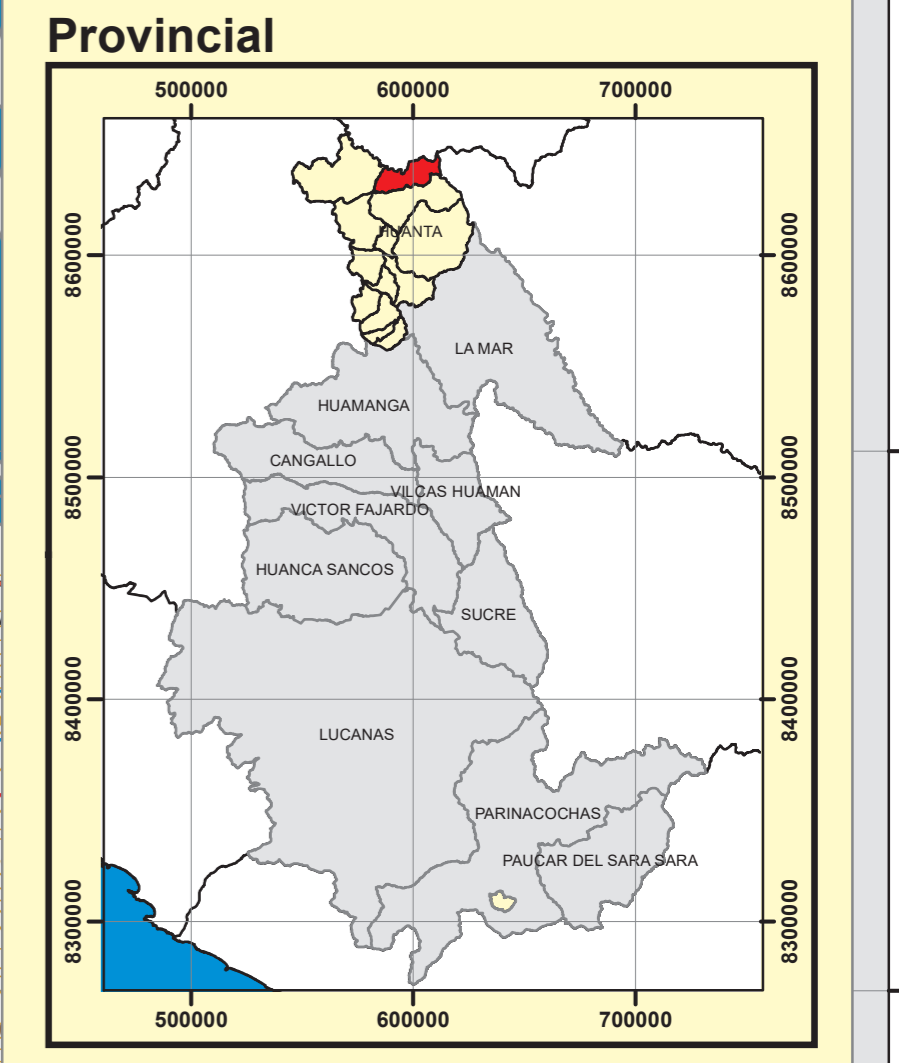 Provincial
500000 600000 700000
HUANTA
8600000 8600000
LA MAR
HUAMANGA
CANGALLO
8500000 8500000
VILCAS HUAMAN
VICTOR FAJARDO
HUANCA SANCOS
SUCRE
8400000 8400000
LUCANAS
PARINACOCHAS
PAUCAR DEL SARA SARA
8300000 8300000
500000 600000 700000